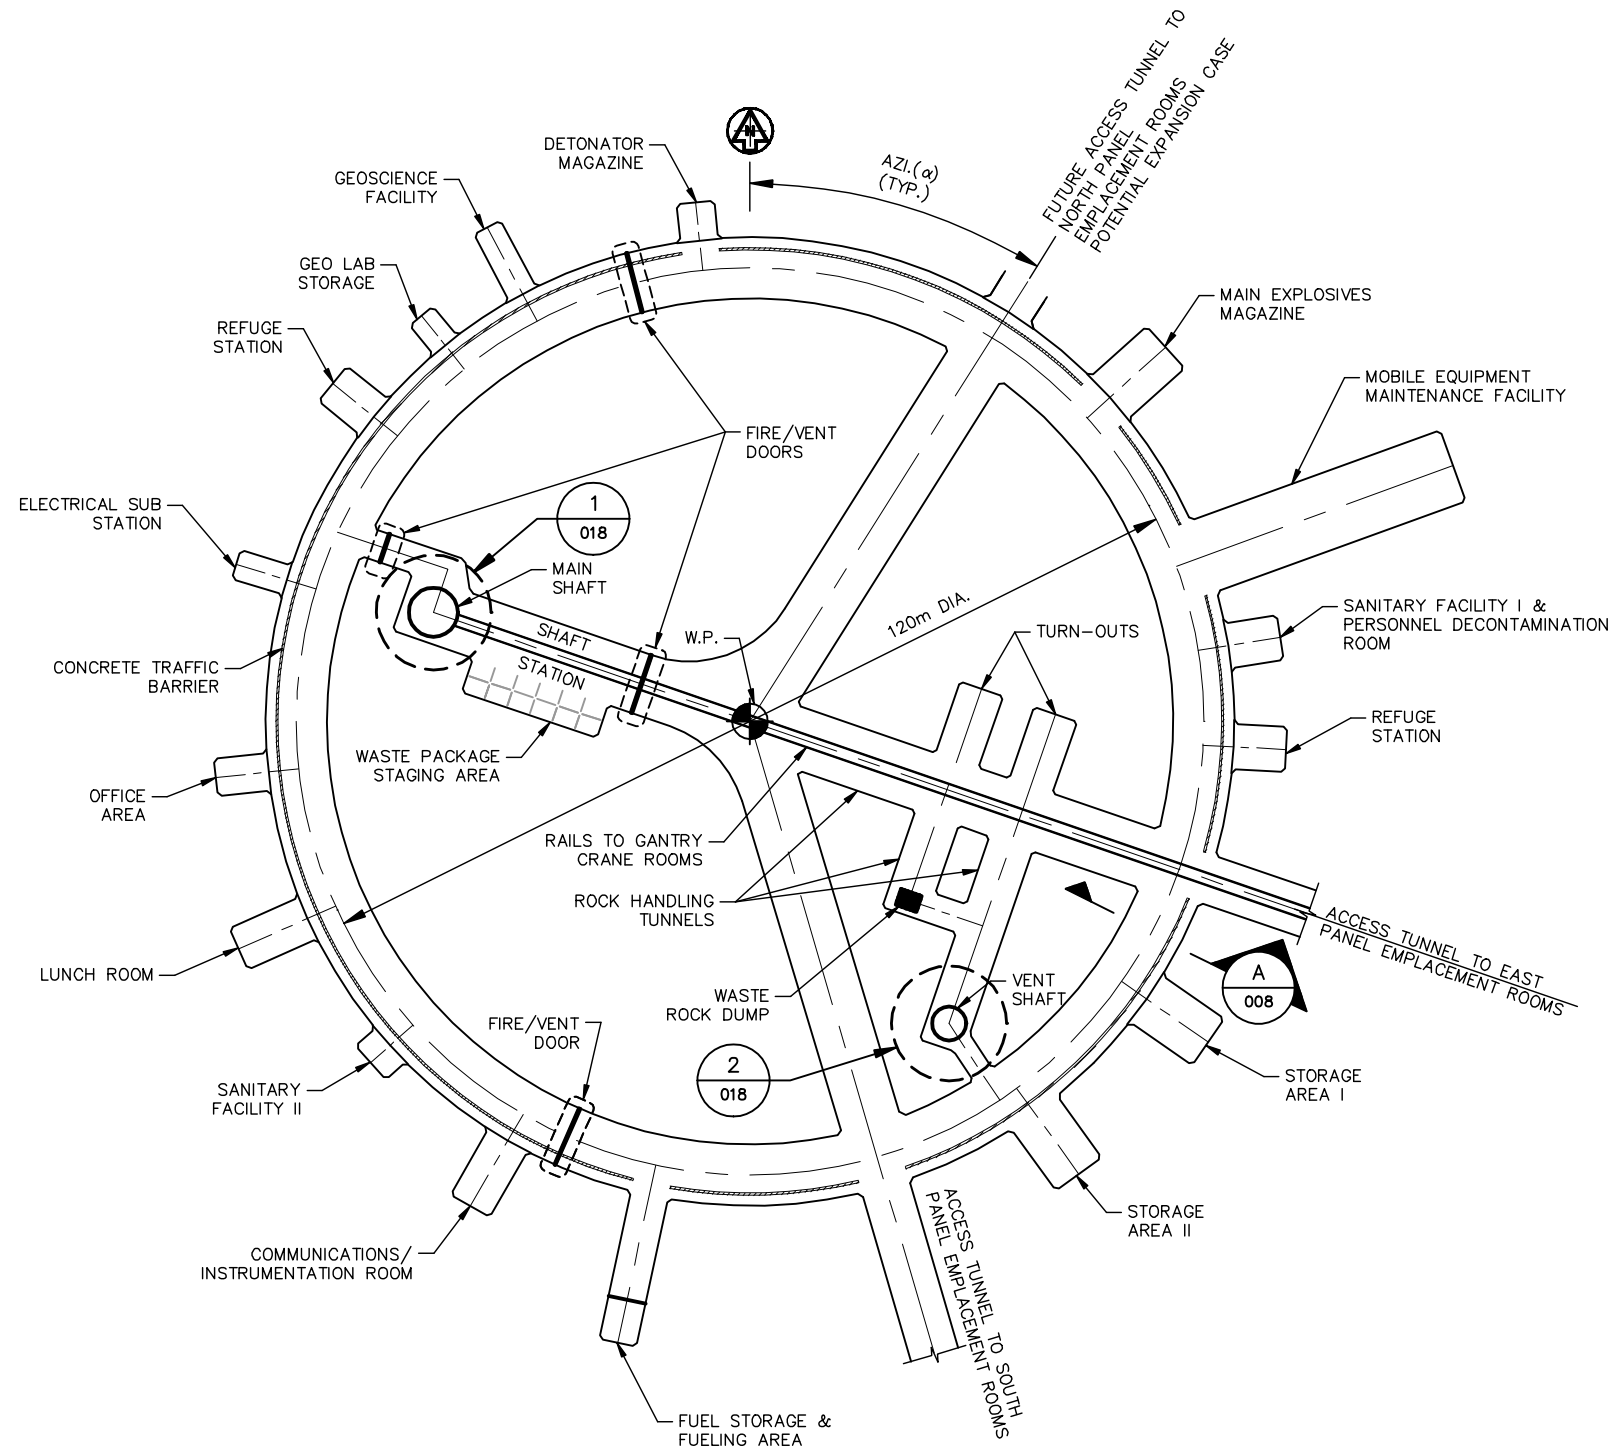 FUTURE ACCESS TUNNEL TO
NORTH PANEL
EMPLACEMENT ROOMS
POTENTIAL EXPANSION CASE
N
AZI.(α)
(TYP.)
DETONATOR
MAGAZINE
GEOSCIENCE
FACILITY
GEO LAB
STORAGE
REFUGE
STATION
MAIN EXPLOSIVES
MAGAZINE
MOBILE EQUIPMENT
MAINTENANCE FACILITY
FIRE/VENT
DOORS
ELECTRICAL SUB
STATION
1
018
MAIN
SHAFT
SHAFT
STATION
W.P.
120m DIA.
TURN-OUTS
SANITARY FACILITY I &
PERSONNEL DECONTAMINATION
ROOM
CONCRETE TRAFFIC
BARRIER
REFUGE
STATION
WASTE PACKAGE
STAGING AREA
OFFICE
AREA
RAILS TO GANTRY
CRANE ROOMS
ROCK HANDLING
TUNNELS
ACCESS TUNNEL TO EAST
PANEL EMPLACEMENT ROOMS
LUNCH ROOM
A
008
WASTE
ROCK DUMP
VENT
SHAFT
FIRE/VENT
DOOR
2
018
SANITARY
FACILITY II
STORAGE
AREA I
STORAGE
AREA II
COMMUNICATIONS/
INSTRUMENTATION ROOM
ACCESS TUNNEL TO SOUTH
PANEL EMPLACEMENT ROOMS
FUEL STORAGE &
FUELING AREA